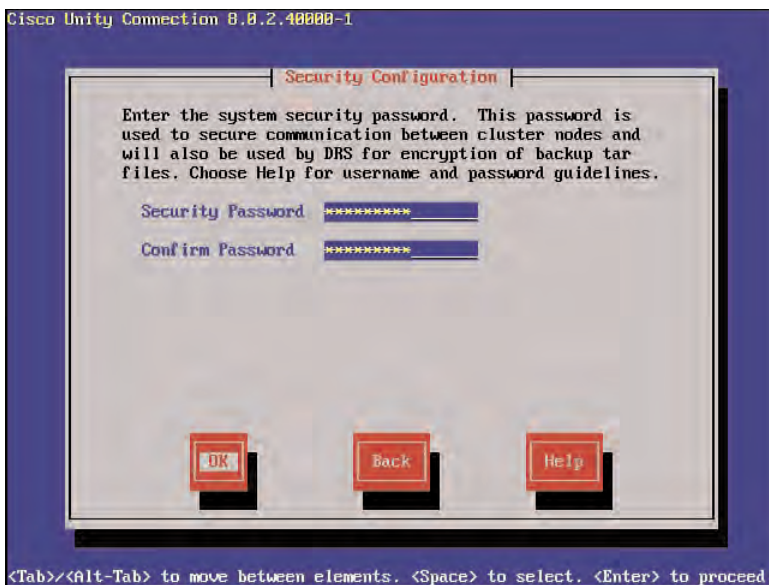 Cisco Unity Connection 8.0.2.40000-1
Security Configuration
Enter the system security password. This password is
used to secure communication between cluster nodes and
will also be used by DRS for encryption of backup tar
files. Choose Help for username and password guidelines.
Security Password *********
Confirm Password *********
OK Back Help
<Tab>/<Alt-Tab> to move between elements. <Space> to select. <Enter> to proceed